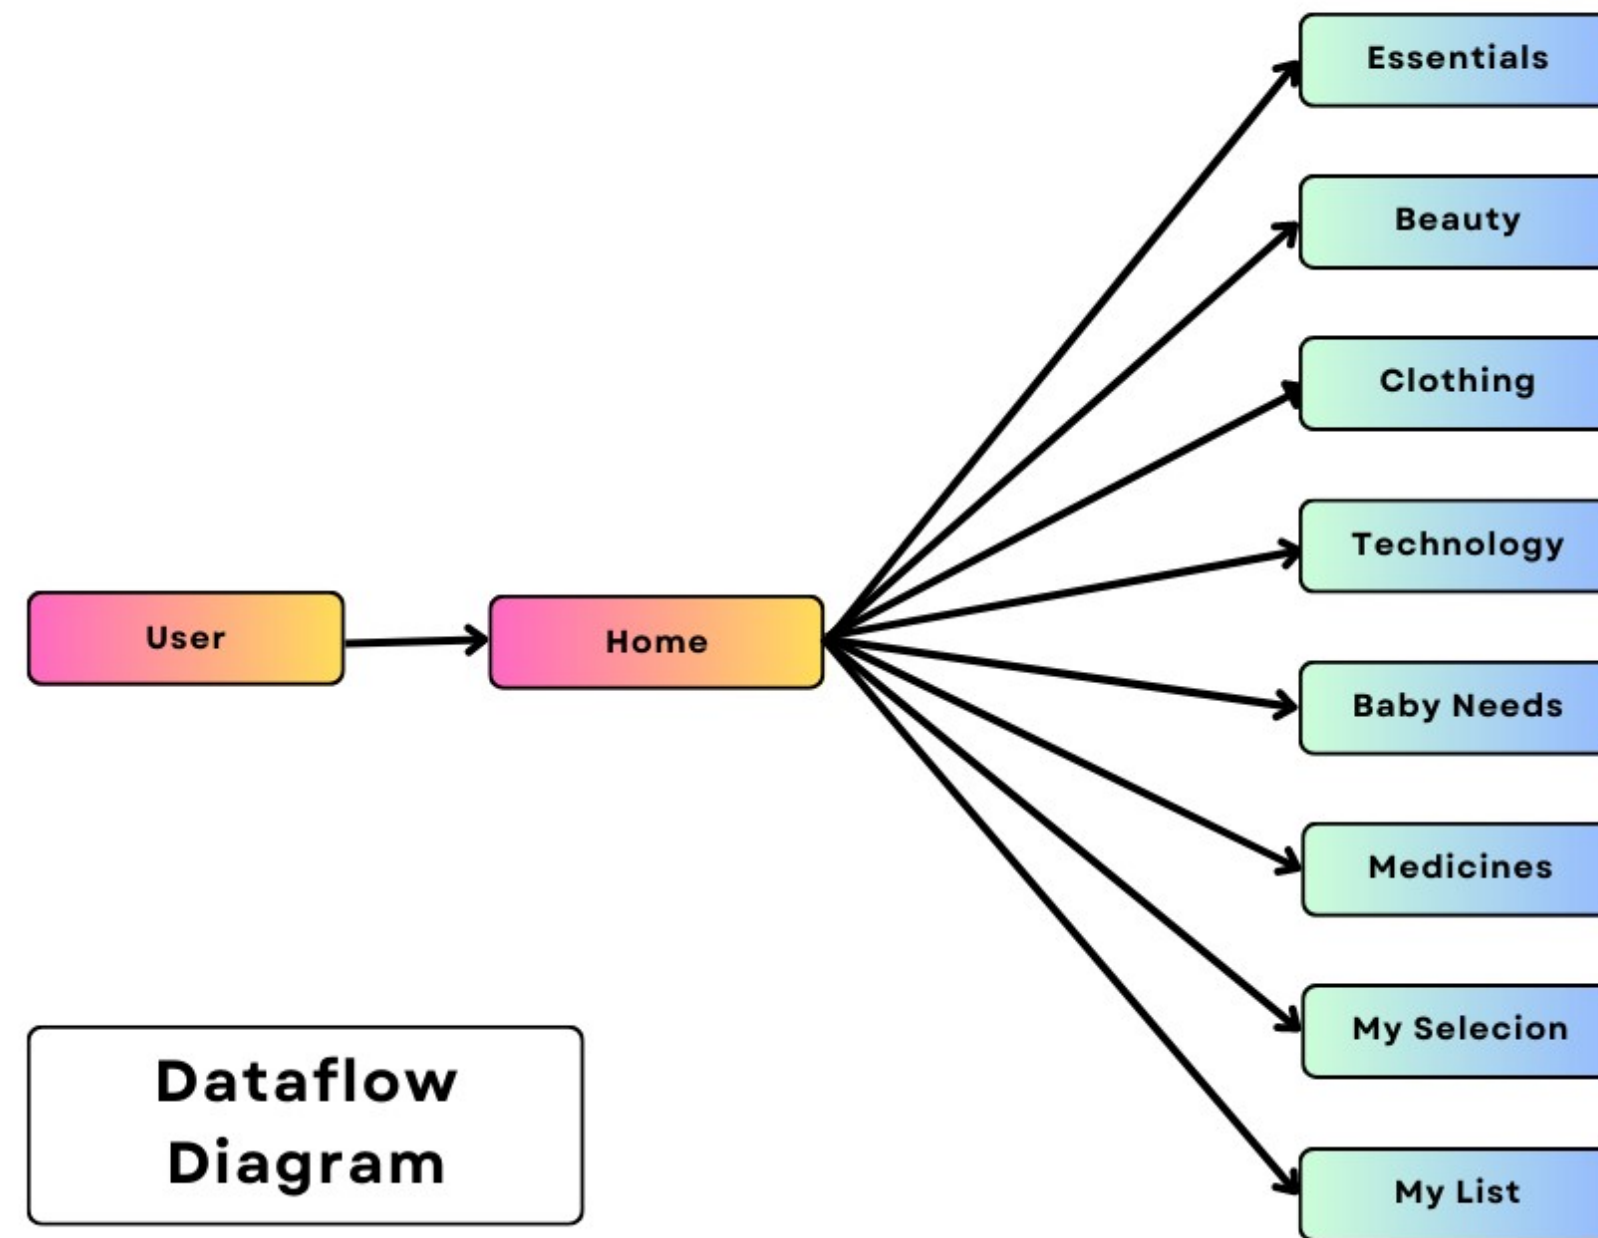 Essentials
Beauty
Clothing
Technology
User
Home
Baby Needs
Medicines
My Selecion
Dataflow
Diagram
My List